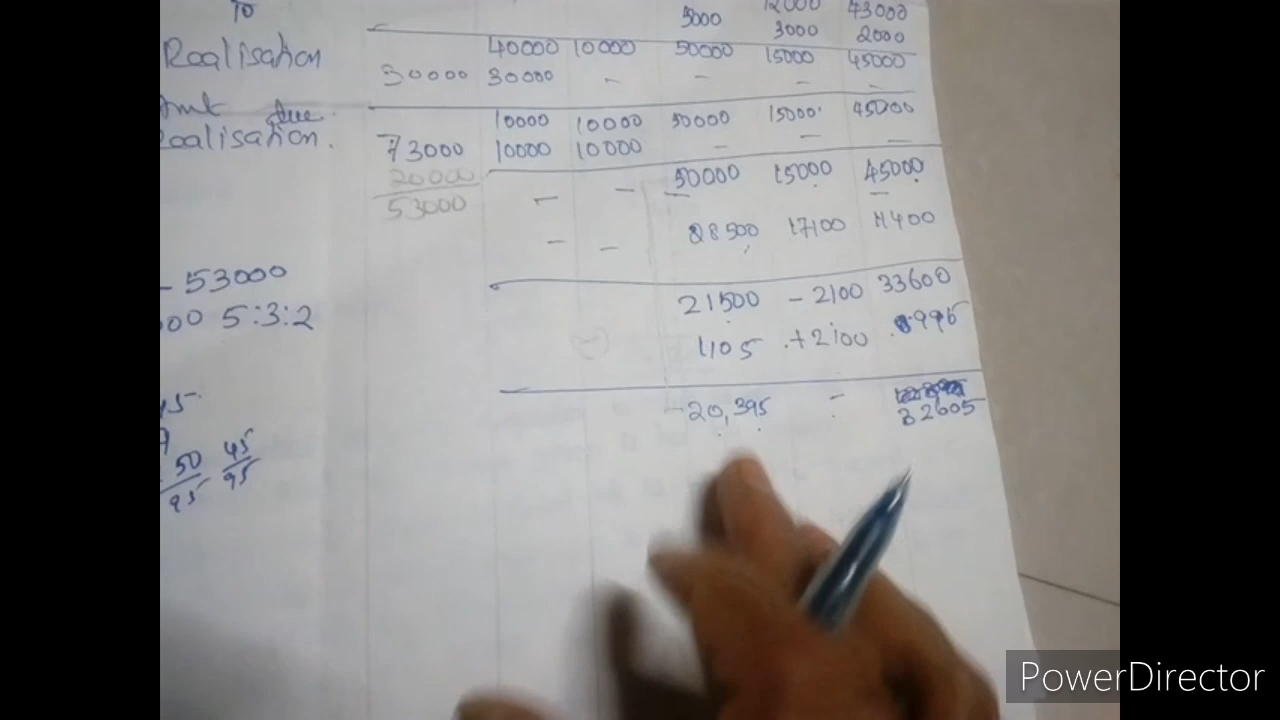 To
5000 12000 43000
3000 2000
Realisation 40000 10000 50000 15000 45000
30000 30000 - - - -
Amt due
10000 10000 50000 15000 45000
Realisation. 73000 10000 10000 - - -
20000 - - 50000 15000 45000
53000
- - 28500 17100 11400
- 53000
21500 - 2100 33600
000 5:3:2
1105 + 2100 995
20,395 - 32605
50/95 45/95
PowerDirector